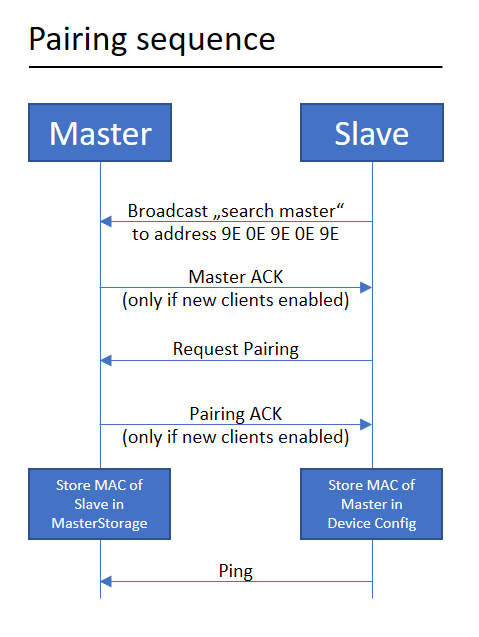 Pairing sequence
Master
Slave
Broadcast „search master“
to address 9E 0E 9E 0E 9E
Master ACK
(only if new clients enabled)
Request Pairing
Pairing ACK
(only if new clients enabled)
Store MAC of
Slave in
MasterStorage
Store MAC of
Master in
Device Config
Ping